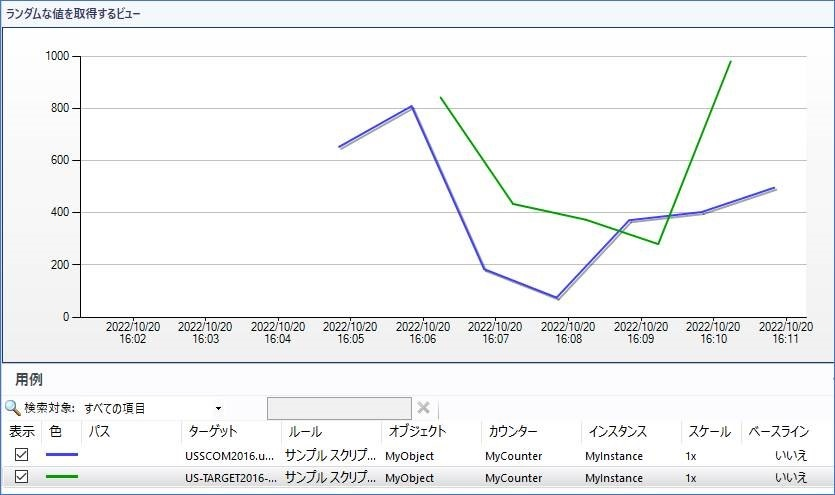 ランダムな値を取得するビュー
1000
800
600
400
200
0
2022/10/20 2022/10/20 2022/10/20 2022/10/20 2022/10/20 2022/10/20 2022/10/20 2022/10/20 2022/10/20 2022/10/20
16:02 16:03 16:04 16:05 16:06 16:07 16:08 16:09 16:10 16:11
用例
検索対象: すべての項目
表示 色 パス ターゲット ルール オブジェクト カウンター インスタンス スケール ベースライン
USSCOM2016.u... サンプル スクリプ... MyObject MyCounter MyInstance 1x いいえ
US-TARGET2016-... サンプル スクリプ... MyObject MyCounter MyInstance 1x いいえ